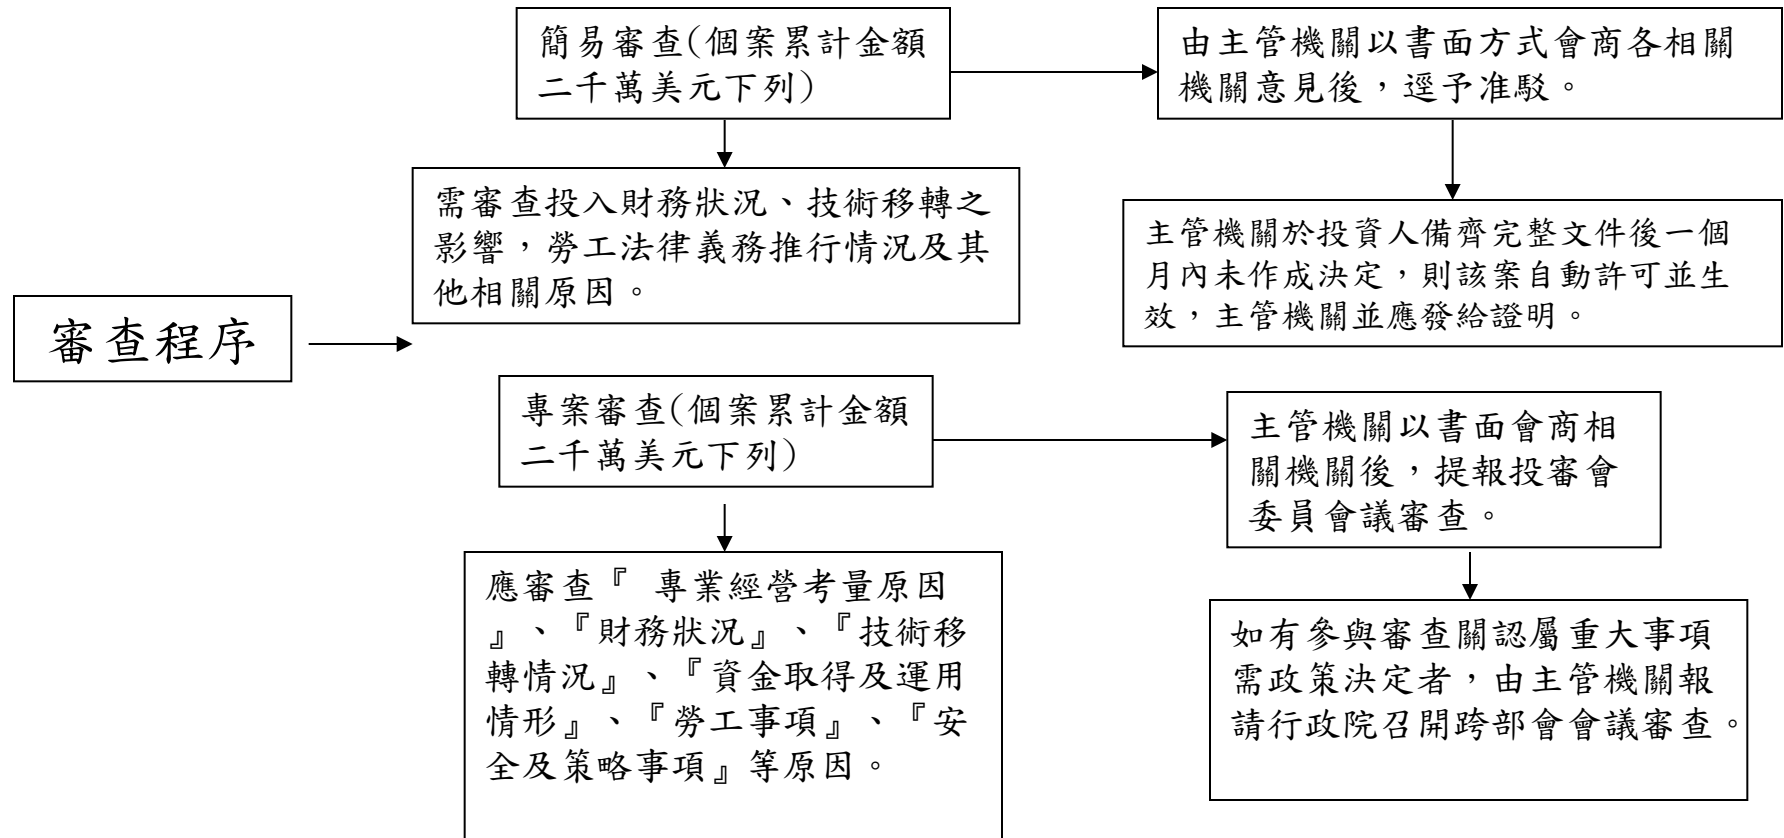 審查程序
簡易審查(個案累計金額
二千萬美元下列)
由主管機關以書面方式會商各相關
機關意見後，逕予准駁。
需審查投入財務狀況、技術移轉之
影響，勞工法律義務推行情況及其
他相關原因。
主管機關於投資人備齊完整文件後一個
月內未作成決定，則該案自動許可並生
效，主管機關並應發給證明。
專案審查(個案累計金額
二千萬美元下列)
主管機關以書面會商相
關機關後，提報投審會
委員會議審查。
應審查『 專業經營考量原因
』、『財務狀況』、『技術移
轉情況』、『資金取得及運用
情形』、『勞工事項』、『安
全及策略事項』等原因。
如有參與審查關認屬重大事項
需政策決定者，由主管機關報
請行政院召開跨部會會議審查。